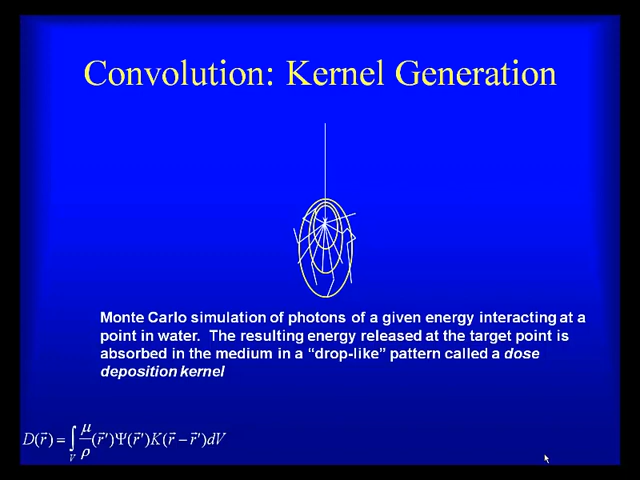 Convolution: Kernel Generation
Monte Carlo simulation of photons of a given energy interacting at a
point in water.  The resulting energy released at the target point is
absorbed in the medium in a “drop-like” pattern called a dose
deposition kernel
D(r⃗) = ∫_V μ/ρ (r⃗')Ψ(r⃗')K(r⃗ − r⃗')dV